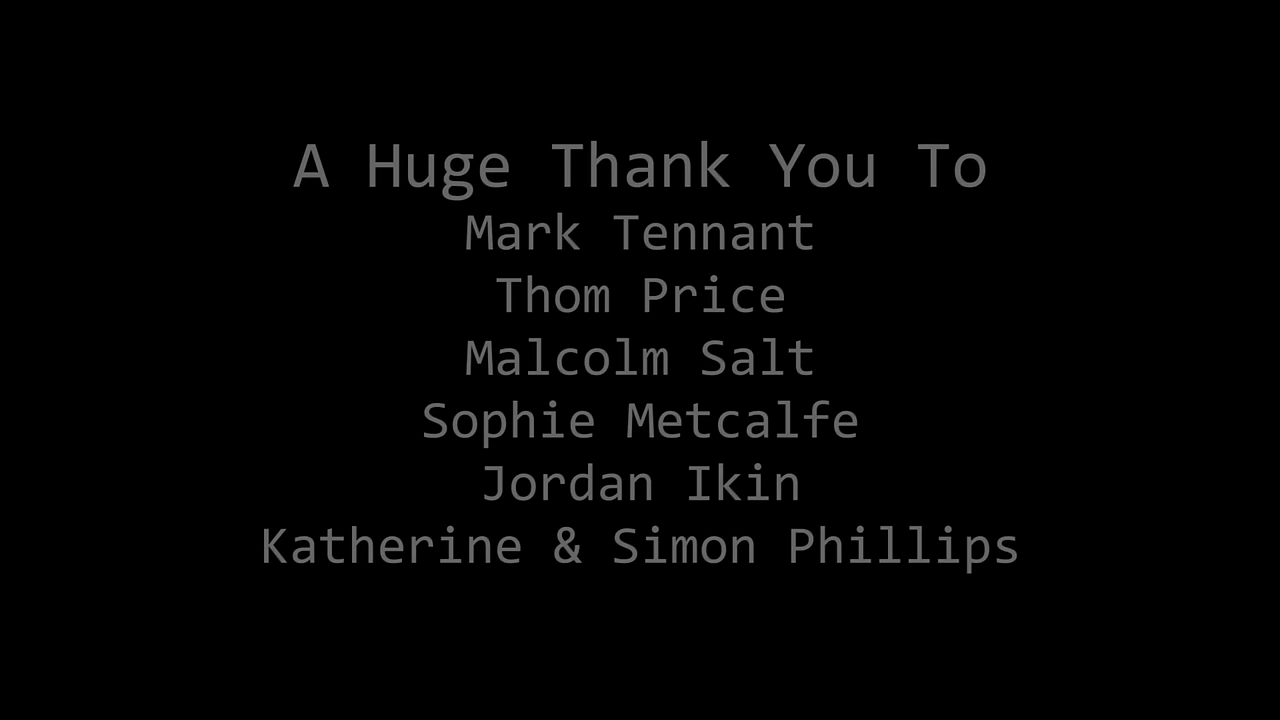 A Huge Thank You To
Mark Tennant
Thom Price
Malcolm Salt
Sophie Metcalfe
Jordan Ikin
Katherine & Simon Phillips